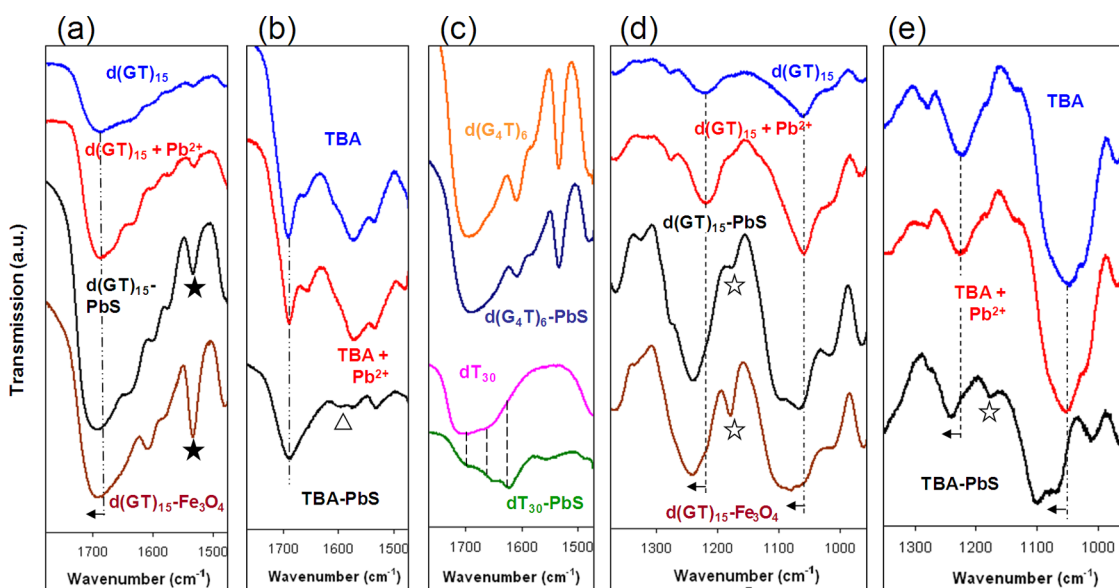 (a)
(b)
(c)
(d)
(e)
Transmission (a.u.)
d(GT)₁₅
d(GT)₁₅ + Pb²⁺
d(GT)₁₅-
PbS
d(GT)₁₅-Fe₃O₄
1700
1600
1500
Wavenumber (cm⁻¹)
TBA
TBA +
Pb²⁺
TBA-PbS
1700
1600
1500
Wavenumber (cm⁻¹)
d(G₄T)₆
d(G₄T)₆-PbS
dT₃₀
dT₃₀-PbS
1700
1600
1500
Wavenumber (cm⁻¹)
d(GT)₁₅
d(GT)₁₅ + Pb²⁺
d(GT)₁₅-PbS
d(GT)₁₅-Fe₃O₄
1300
1200
1100
1000
Wavenumber (cm⁻¹)
TBA
TBA +
Pb²⁺
TBA-PbS
1300
1200
1100
1000
Wavenumber (cm⁻¹)